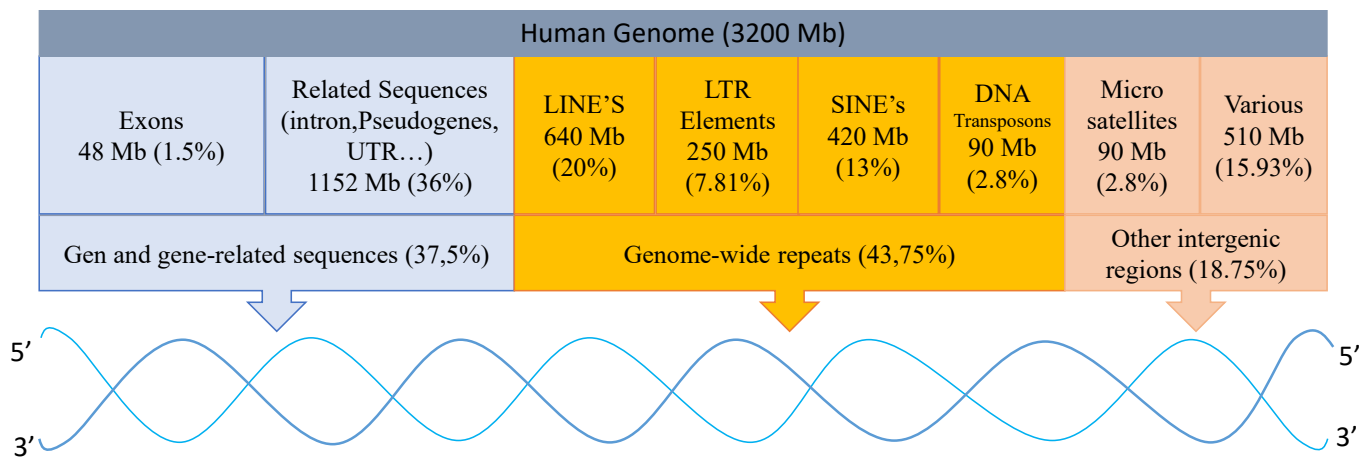 Human Genome (3200 Mb)
Exons
48 Mb (1.5%)
Related Sequences
(intron,Pseudogenes,
UTR…)
1152 Mb (36%)
LINE’S
640 Mb
(20%)
LTR
Elements
250 Mb
(7.81%)
SINE’s
420 Mb
(13%)
DNA
Transposons
90 Mb
(2.8%)
Micro
satellites
90 Mb
(2.8%)
Various
510 Mb
(15.93%)
Gen and gene-related sequences (37,5%)
Genome-wide repeats (43,75%)
Other intergenic
regions (18.75%)
5’
5’
3’
3’